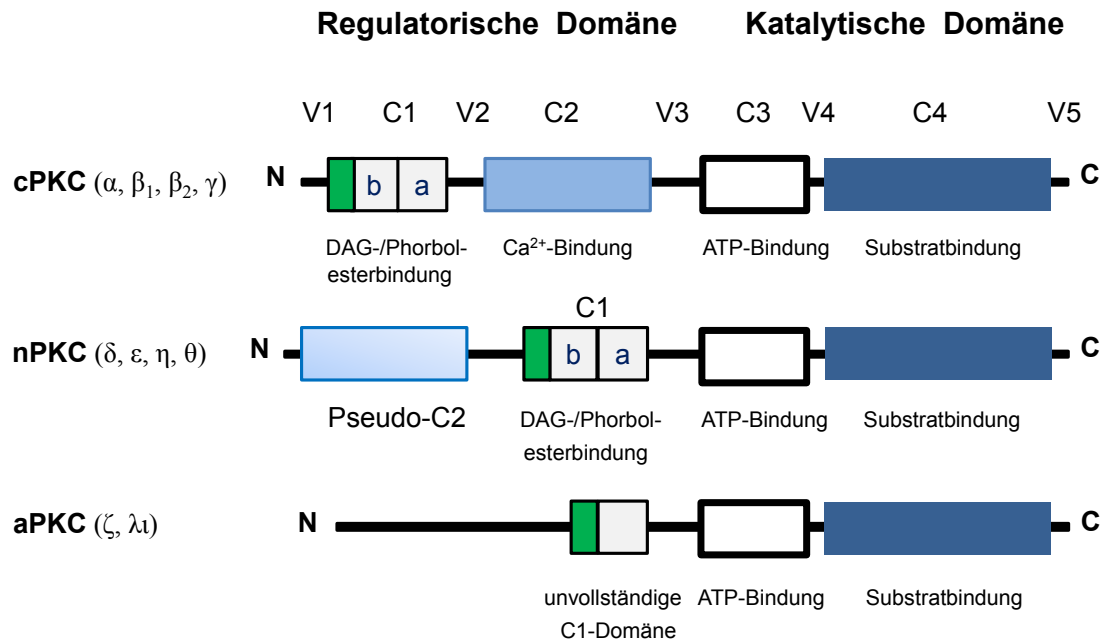 Regulatorische Domäne Katalytische Domäne
V1 C1 V2 C2 V3 C3 V4 C4 V5
cPKC (α, β₁, β₂, γ) N b a C
DAG-/Phorbol-
esterbindung
Ca²⁺-Bindung
ATP-Bindung
Substratbindung
C1
nPKC (δ, ε, η, θ) N b a C
Pseudo-C2
DAG-/Phorbol-
esterbindung
ATP-Bindung
Substratbindung
aPKC (ζ, λι) N C
unvollständige
C1-Domäne
ATP-Bindung
Substratbindung